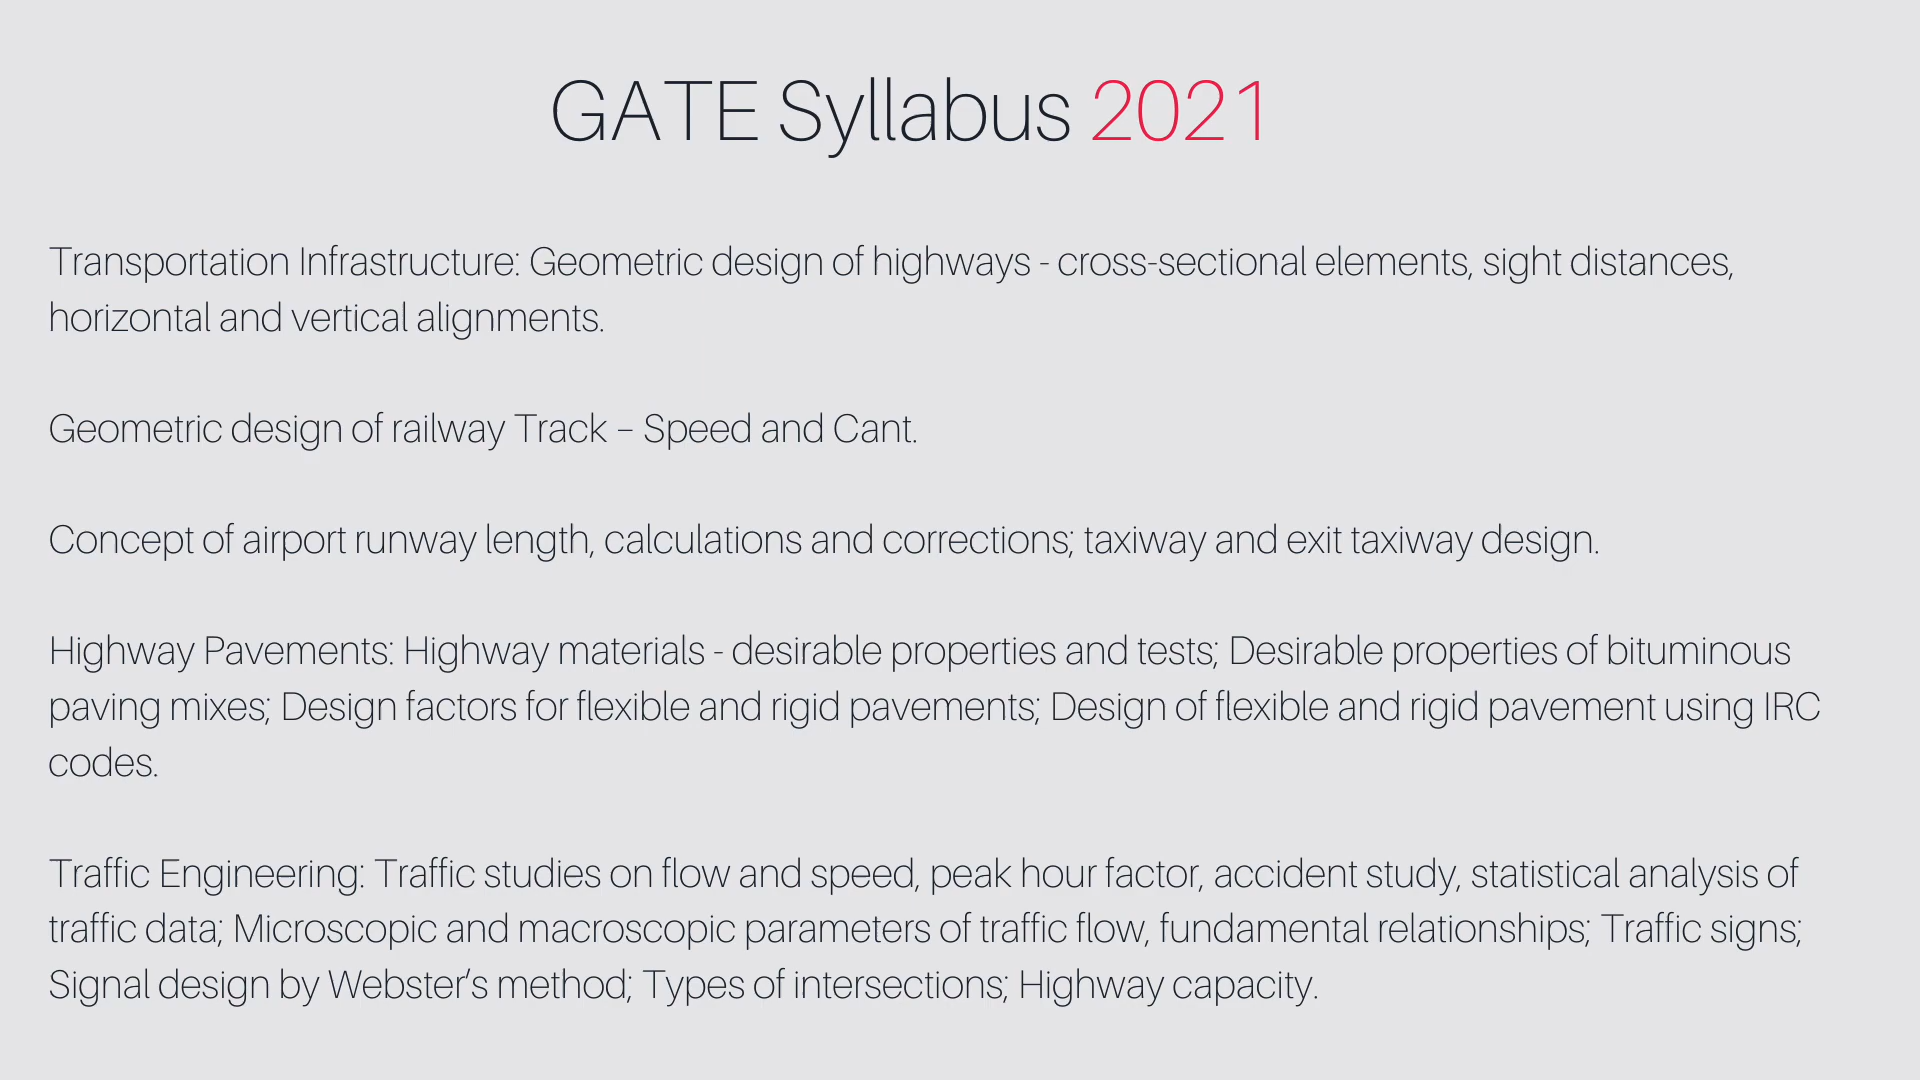 GATE Syllabus 2021
Transportation Infrastructure: Geometric design of highways - cross-sectional elements, sight distances,
horizontal and vertical alignments.
Geometric design of railway Track – Speed and Cant.
Concept of airport runway length, calculations and corrections; taxiway and exit taxiway design.
Highway Pavements: Highway materials - desirable properties and tests; Desirable properties of bituminous
paving mixes; Design factors for flexible and rigid pavements; Design of flexible and rigid pavement using IRC
codes.
Traffic Engineering: Traffic studies on flow and speed, peak hour factor, accident study, statistical analysis of
traffic data; Microscopic and macroscopic parameters of traffic flow, fundamental relationships; Traffic signs;
Signal design by Webster’s method; Types of intersections; Highway capacity.